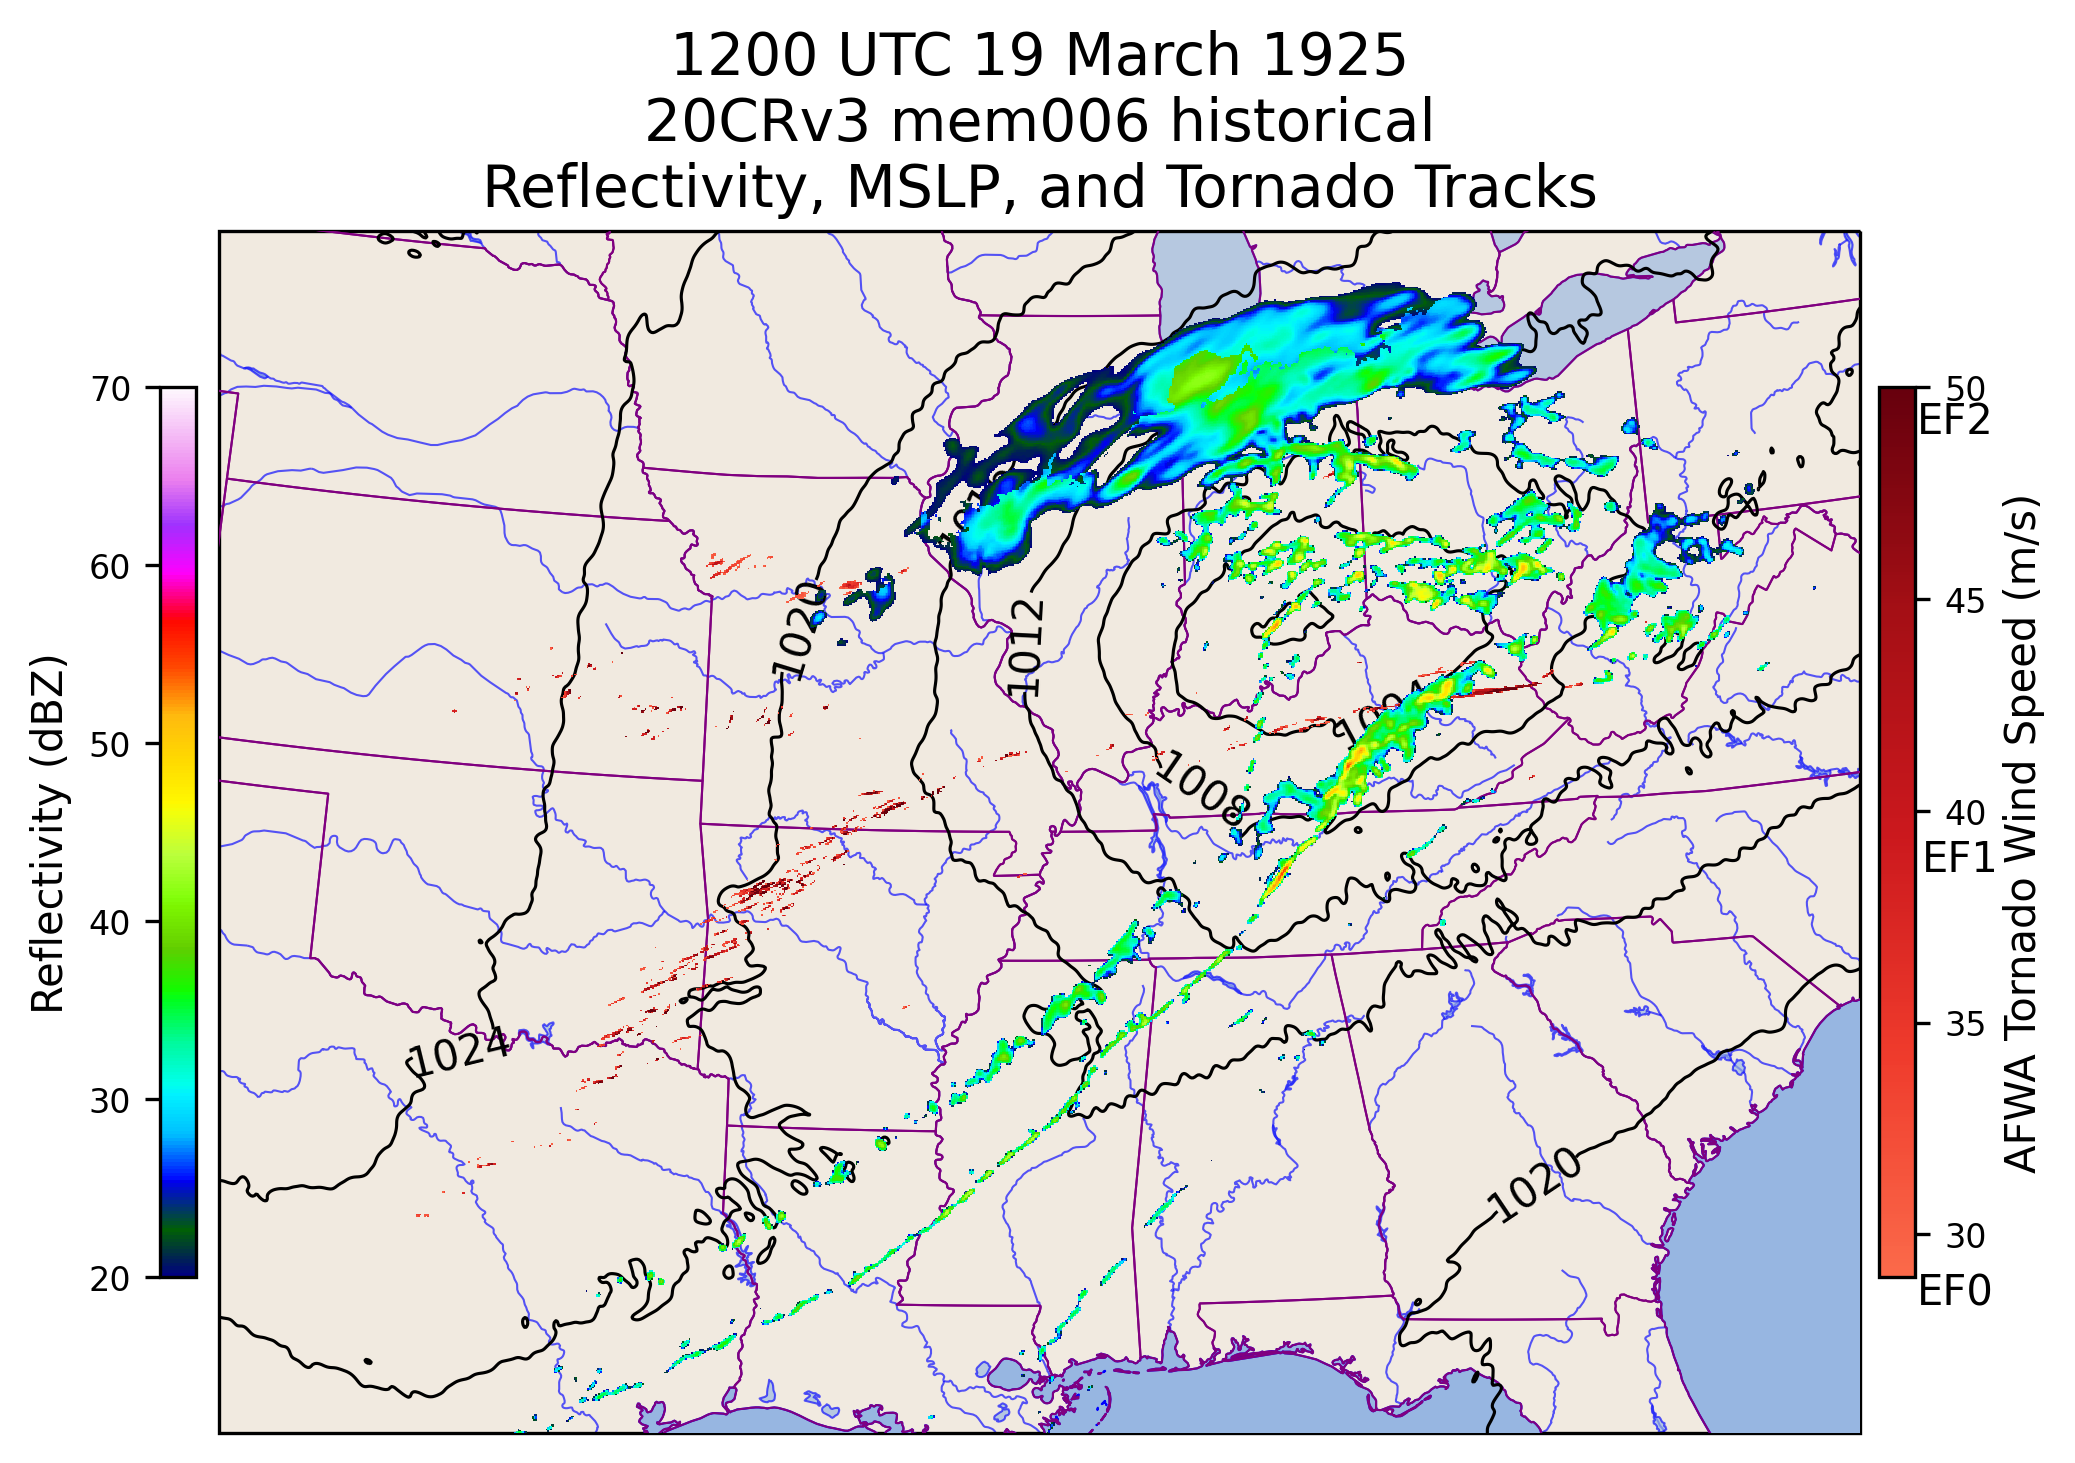 1200 UTC 19 March 1925
20CRv3 mem006 historical
Reflectivity, MSLP, and Tornado Tracks
70
60
50
40
30
20
Reflectivity (dBZ)
1020
1012
1008
1024
1020
50
EF2
45
40
EF1
35
30
EF0
AFWA Tornado Wind Speed (m/s)